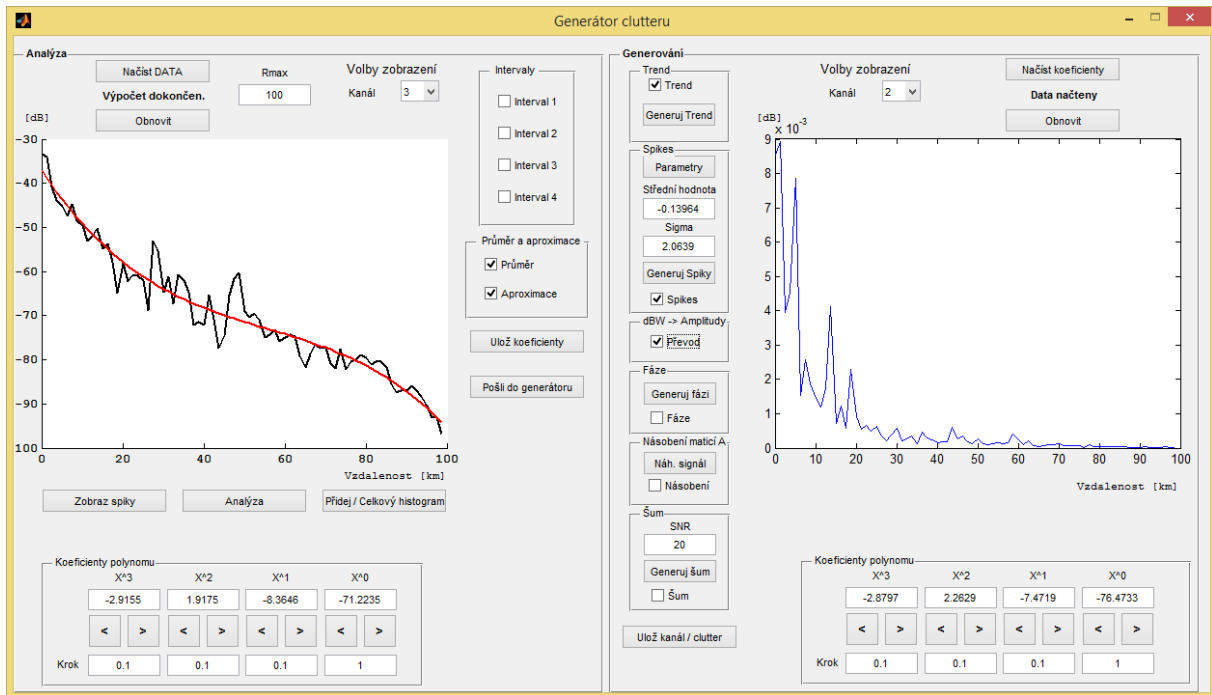 Generátor clutteru
Analýza
Načíst DATA
Výpočet dokončen.
Obnovit
Rmax
100
Volby zobrazení
Kanál 3
[dB]
-30
-40
-50
-60
-70
-80
-90
100
0 20 40 60 80 100
Vzdalenost [km]
Zobraz spiky
Analýza
Přidej / Celkový histogram
Intervaly
Interval 1
Interval 2
Interval 3
Interval 4
Průměr a aproximace
Průměr
Aproximace
Ulož koeficienty
Pošli do generátoru
Koeficienty polynomu
X^3 X^2 X^1 X^0
-2.9155 1.9175 -8.3646 -71.2235
< > < > < > < >
Krok 0.1 0.1 0.1 1
Generování
Trend
Trend
Generuj Trend
Spikes
Parametry
Střední hodnota
-0.13964
Sigma
2.0639
Generuj Spiky
Spikes
dBW -> Amplitudy
Převod
Fáze
Generuj fázi
Fáze
Násobení maticí A
Náh. signál
Násobení
Šum
SNR
20
Generuj šum
Šum
Ulož kanál / clutter
Volby zobrazení
Kanál 2
Načíst koeficienty
Data načteny
Obnovit
[dB]
x 10^-3
9
8
7
6
5
4
3
2
1
0
0 10 20 30 40 50 60 70 80 90 100
Vzdalenost [km]
Koeficienty polynomu
X^3 X^2 X^1 X^0
-2.8797 2.2629 -7.4719 -76.4733
< > < > < > < >
Krok 0.1 0.1 0.1 1